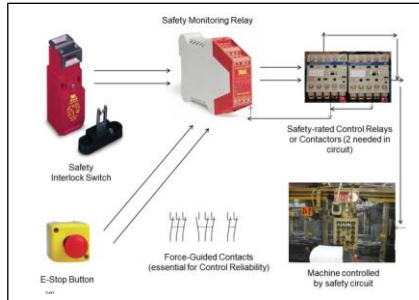 Safety Monitoring Relay
Safety
Interlock Switch
Safety-rated Control Relays
or Contactors (2 needed in
circuit)
E-Stop Button
Force-Guided Contacts
(essential for Control Reliability)
Machine controlled
by safety circuit